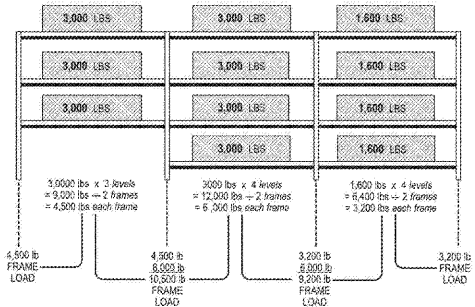 3,000 LBS 3,000 LBS 1,600 LBS
3,000 LBS 3,000 LBS 1,600 LBS
3,000 LBS 3,000 LBS 1,600 LBS
3,000 LBS 1,600 LBS
3,0000 lbs x 3 levels
= 9,000 lbs ÷ 2 frames
= 4,500 lbs each frame
3000 lbs x 4 levels
= 12,000 lbs ÷ 2 frames
= 6,000 lbs each frame
1,600 lbs x 4 levels
= 6,400 lbs ÷ 2 frames
= 3,200 lbs each frame
4,500 lb
FRAME
LOAD
4,500 lb
6,000 lb
10,500 lb
FRAME
LOAD
3,200 lb
6,000 lb
9,200 lb
FRAME
LOAD
3,200 lb
FRAME
LOAD